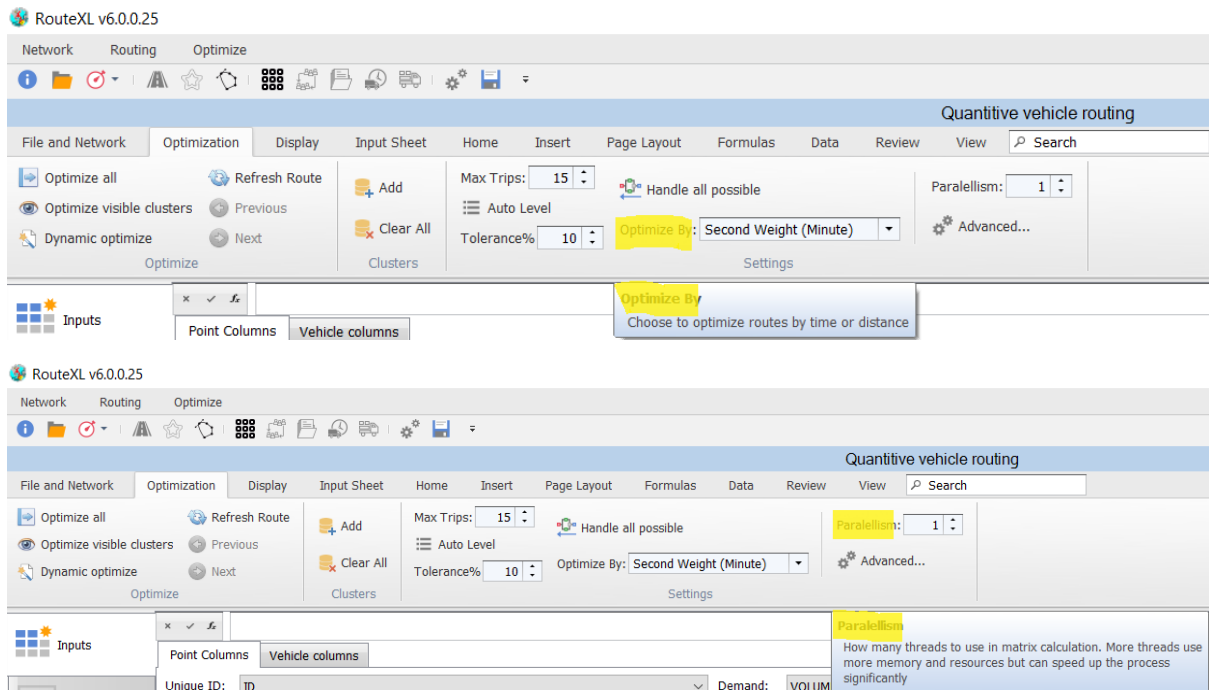 RouteXL v6.0.0.25
Network Routing Optimize
Quantitive vehicle routing
File and Network Optimization Display Input Sheet Home Insert Page Layout Formulas Data Review View Search
Optimize all Refresh Route Add Max Trips: 15 Handle all possible Paralellism: 1
Optimize visible clusters Previous Auto Level
Dynamic optimize Next Clear All Tolerance% 10 Optimize By: Second Weight (Minute) Advanced...
Optimize Clusters Settings
Inputs
fx
Point Columns Vehicle columns
Optimize By
Choose to optimize routes by time or distance
RouteXL v6.0.0.25
Network Routing Optimize
Quantitive vehicle routing
File and Network Optimization Display Input Sheet Home Insert Page Layout Formulas Data Review View Search
Optimize all Refresh Route Add Max Trips: 15 Handle all possible Paralellism: 1
Optimize visible clusters Previous Auto Level
Dynamic optimize Next Clear All Tolerance% 10 Optimize By: Second Weight (Minute) Advanced...
Optimize Clusters Settings
Inputs
fx
Point Columns Vehicle columns
Unique ID: ID Demand: VOLUM
Paralellism
How many threads to use in matrix calculation. More threads use
more memory and resources but can speed up the process
significantly